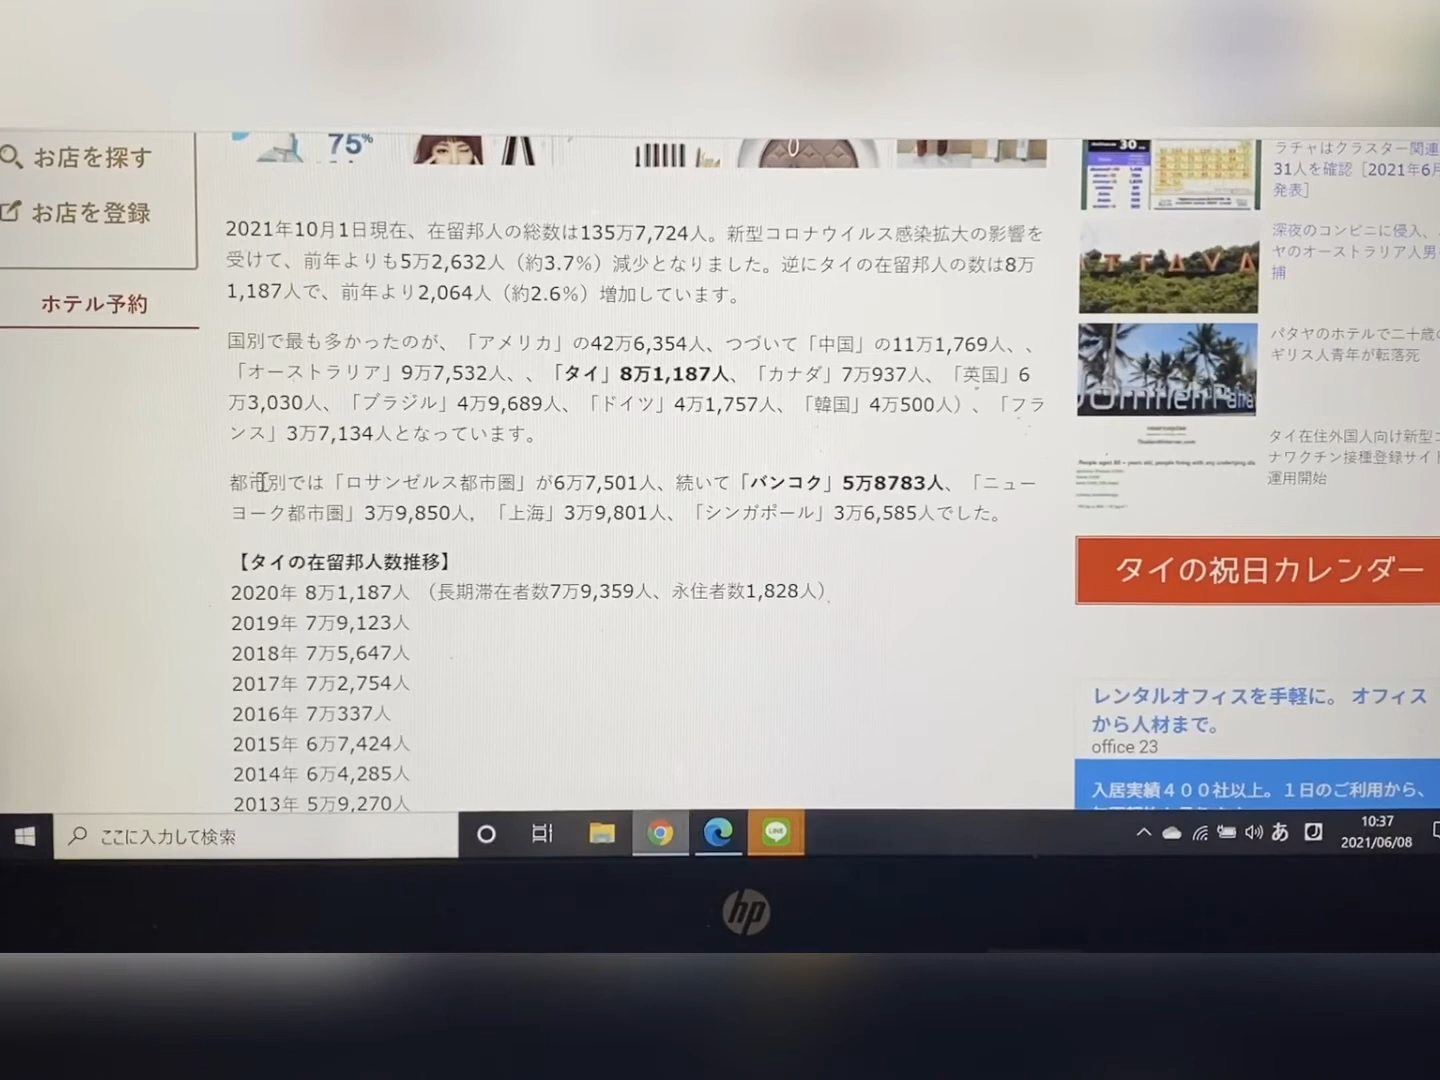 75%
お店を探す
お店を登録
ホテル予約
2021年10月1日現在、在留邦人の総数は135万7,724人。新型コロナウイルス感染拡大の影響を
受けて、前年よりも5万2,632人（約3.7%）減少となりました。逆にタイの在留邦人の数は8万
1,187人で、前年より2,064人（約2.6%）増加しています。
国別で最も多かったのが、「アメリカ」の42万6,354人、つづいて「中国」の11万1,769人、、
「オーストラリア」9万7,532人、、「タイ」8万1,187人、「カナダ」7万937人、「英国」6
万3,030人、「ブラジル」4万9,689人、「ドイツ」4万1,757人、「韓国」4万500人）、「フラ
ンス」3万7,134人となっています。
都市別では「ロサンゼルス都市圏」が6万7,501人、続いて「バンコク」5万8783人、「ニュー
ヨーク都市圏」3万9,850人,「上海」3万9,801人、「シンガポール」3万6,585人でした。
【タイの在留邦人数推移】
2020年 8万1,187人 （長期滞在者数7万9,359人、永住者数1,828人）
2019年 7万9,123人
2018年 7万5,647人
2017年 7万2,754人
2016年 7万337人
2015年 6万7,424人
2014年 6万4,285人
2013年 5万9,270人
30
ラチャはクラスター関連
31人を確認［2021年6月
発表］
深夜のコンビニに侵入、
ヤのオーストラリア人男
捕
TTAYA
パタヤのホテルで二十歳の
ギリス人青年が転落死
タイ在住外国人向け新型コ
ナワクチン接種登録サイト
運用開始
タイの祝日カレンダー
レンタルオフィスを手軽に。 オフィス
から人材まで。
office 23
入居実績４００社以上。１日のご利用から、
ここに入力して検索
LINE
あ
10:37
2021/06/08
hp